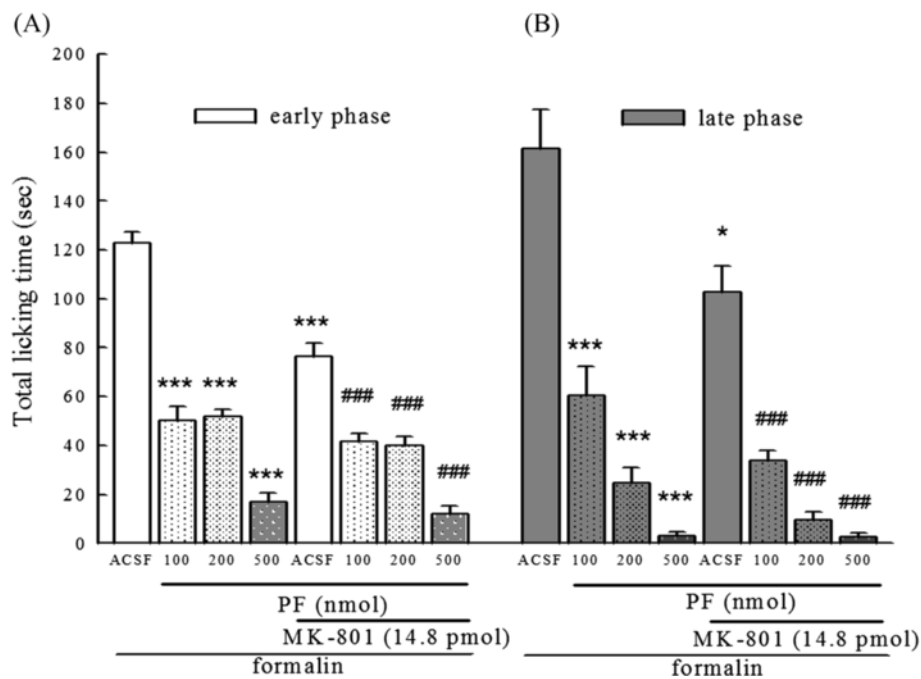 (A)
(B)
Total licking time (sec)
200
180
160
140
120
100
80
60
40
20
0
early phase
late phase
*** *** *** *** ### ### ###
*** *** *** * ### ### ###
ACSF 100 200 500 ACSF 100 200 500
ACSF 100 200 500 ACSF 100 200 500
PF (nmol)
PF (nmol)
MK-801 (14.8 pmol)
MK-801 (14.8 pmol)
formalin
formalin